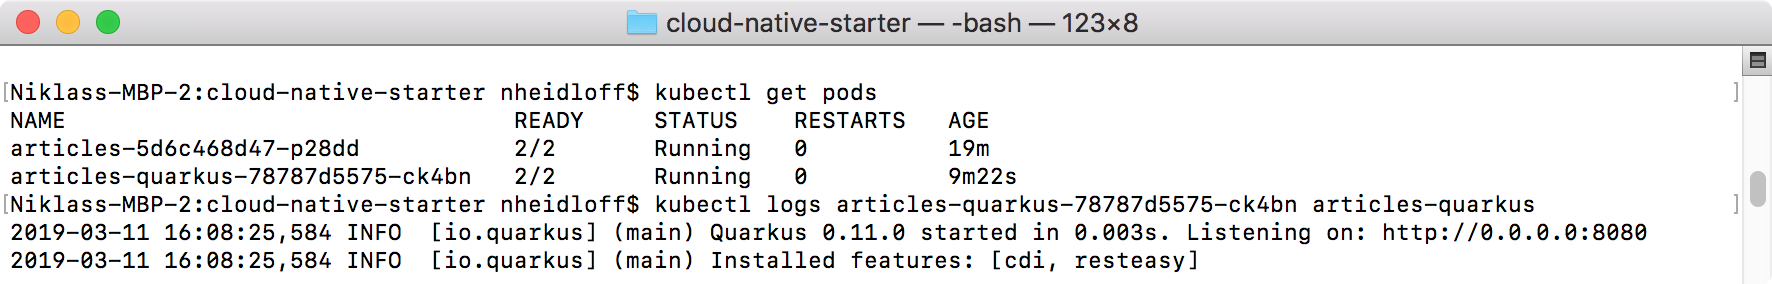 cloud-native-starter — -bash — 123×8
[Niklass-MBP-2:cloud-native-starter nheidloff$ kubectl get pods ]
NAME READY STATUS RESTARTS AGE
articles-5d6c468d47-p28dd 2/2 Running 0 19m
articles-quarkus-78787d5575-ck4bn 2/2 Running 0 9m22s
[Niklass-MBP-2:cloud-native-starter nheidloff$ kubectl logs articles-quarkus-78787d5575-ck4bn articles-quarkus ]
2019-03-11 16:08:25,584 INFO [io.quarkus] (main) Quarkus 0.11.0 started in 0.003s. Listening on: http://0.0.0.0:8080
2019-03-11 16:08:25,584 INFO [io.quarkus] (main) Installed features: [cdi, resteasy]